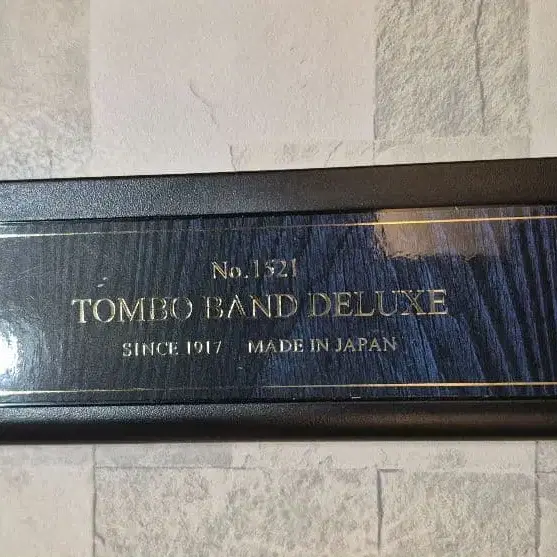 No.1521
TOMBO BAND DELUXE
SINCE 1917 MADE IN JAPAN